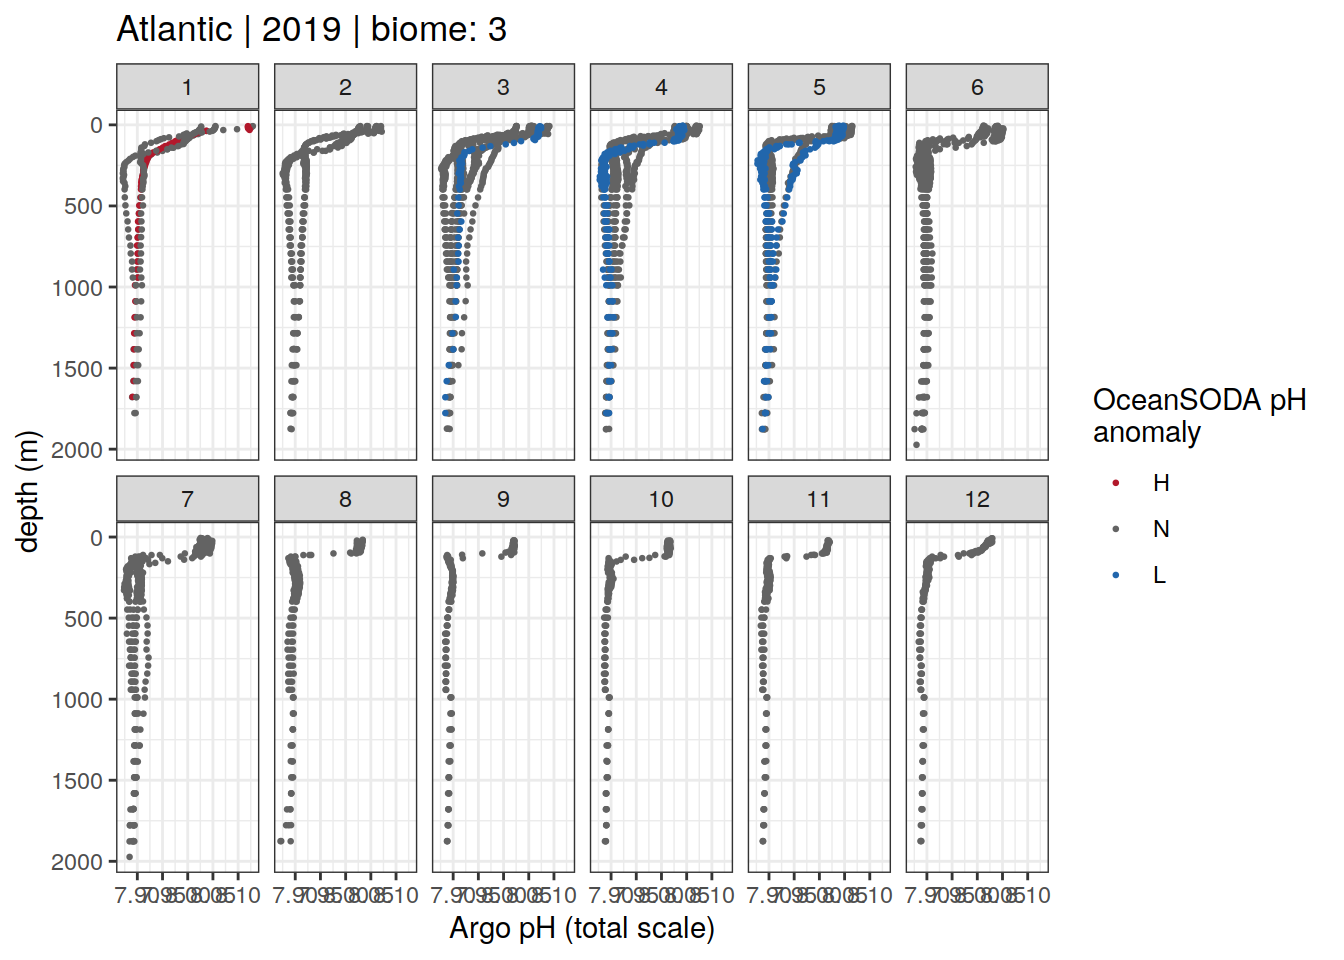 Atlantic | 2019 | biome: 3
1 2 3 4 5 6
0
500
1000
1500
2000
7 8 9 10 11 12
0
500
1000
1500
2000
depth (m)
Argo pH (total scale)
OceanSODA pH
anomaly
H
N
L